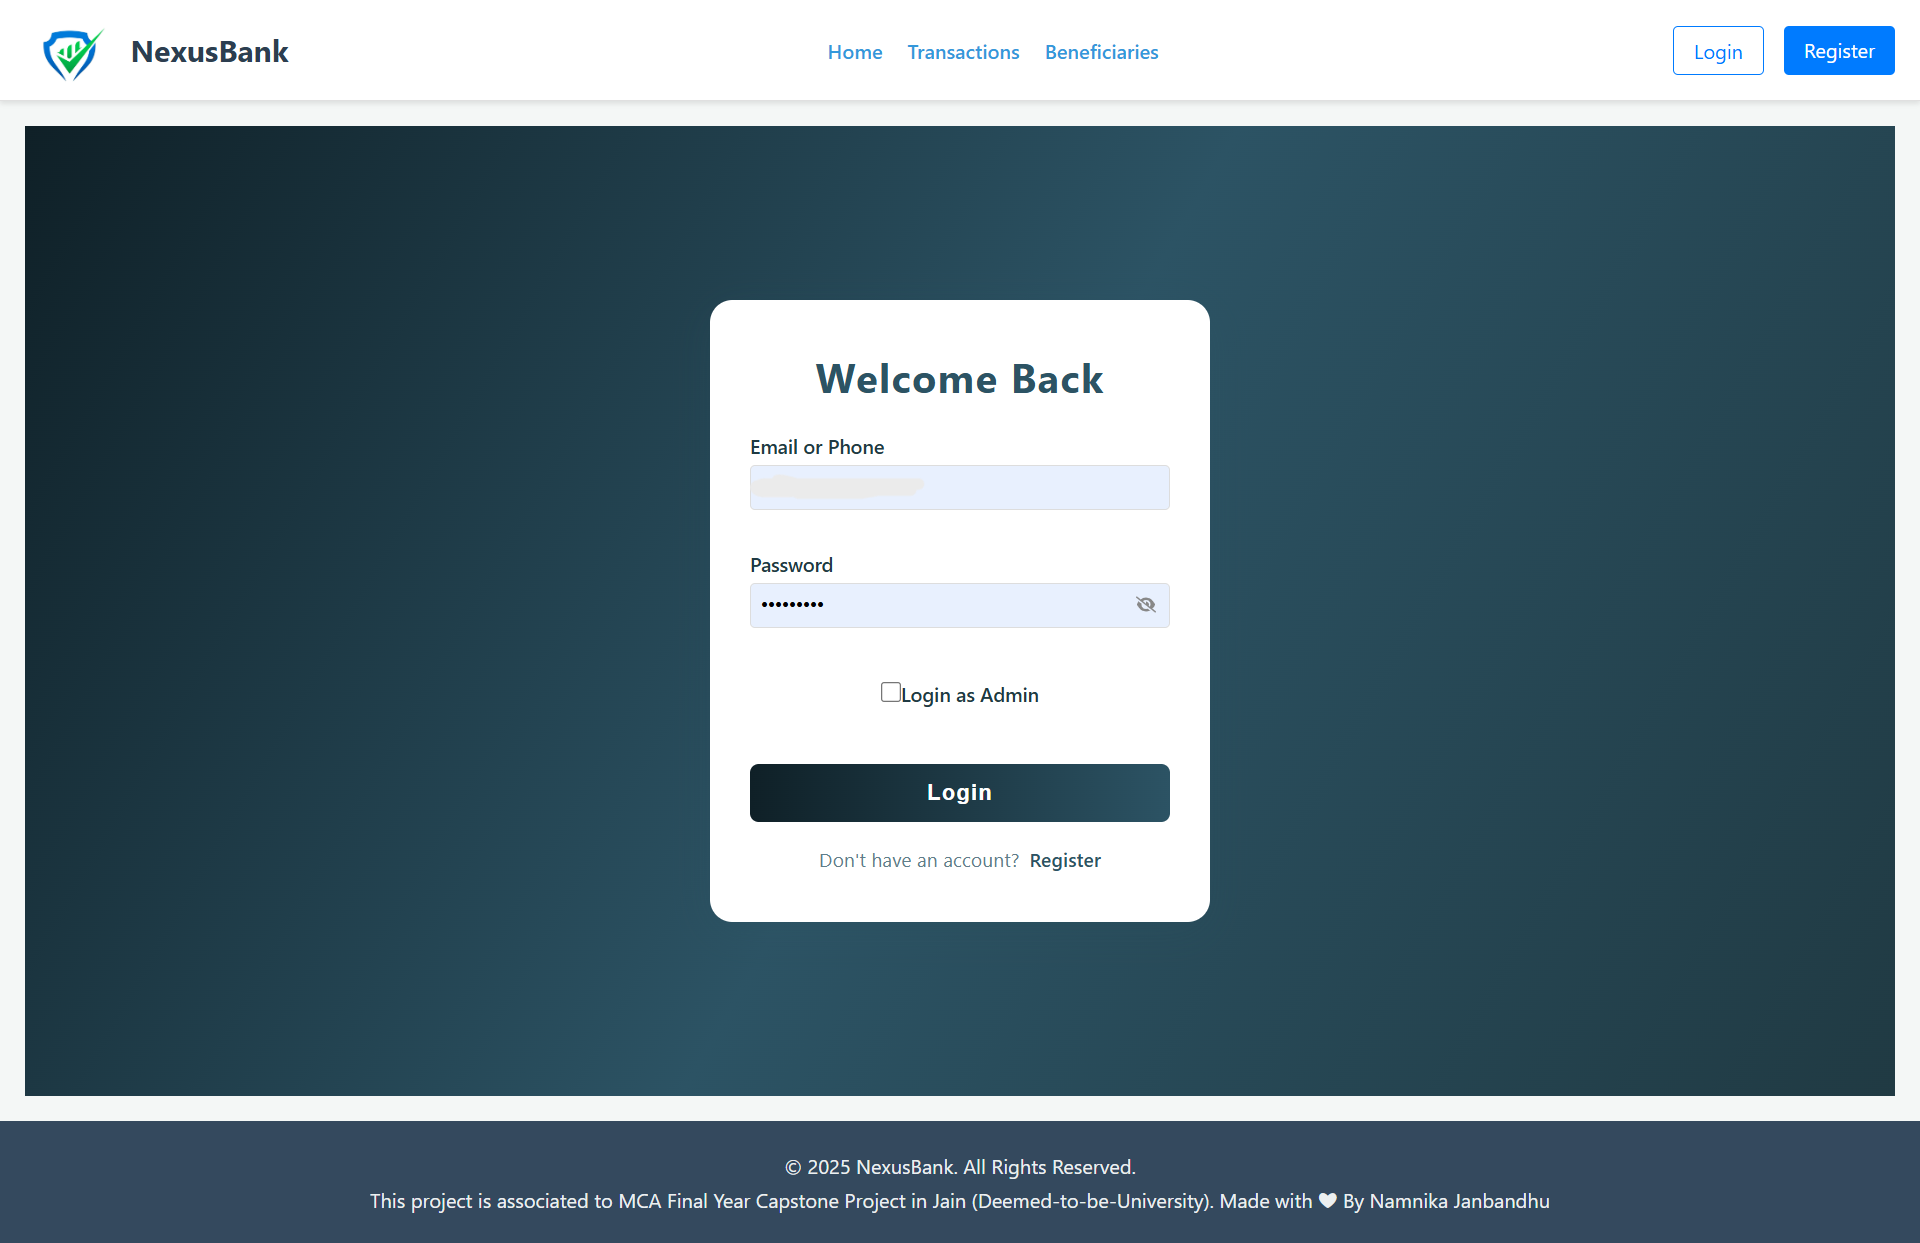 NexusBank
Home Transactions Beneficiaries
Login Register
Welcome Back
Email or Phone
Password
•••••••••
Login as Admin
Login
Don't have an account? Register
© 2025 NexusBank. All Rights Reserved.
This project is associated to MCA Final Year Capstone Project in Jain (Deemed-to-be-University). Made with ♥ By Namnika Janbandhu